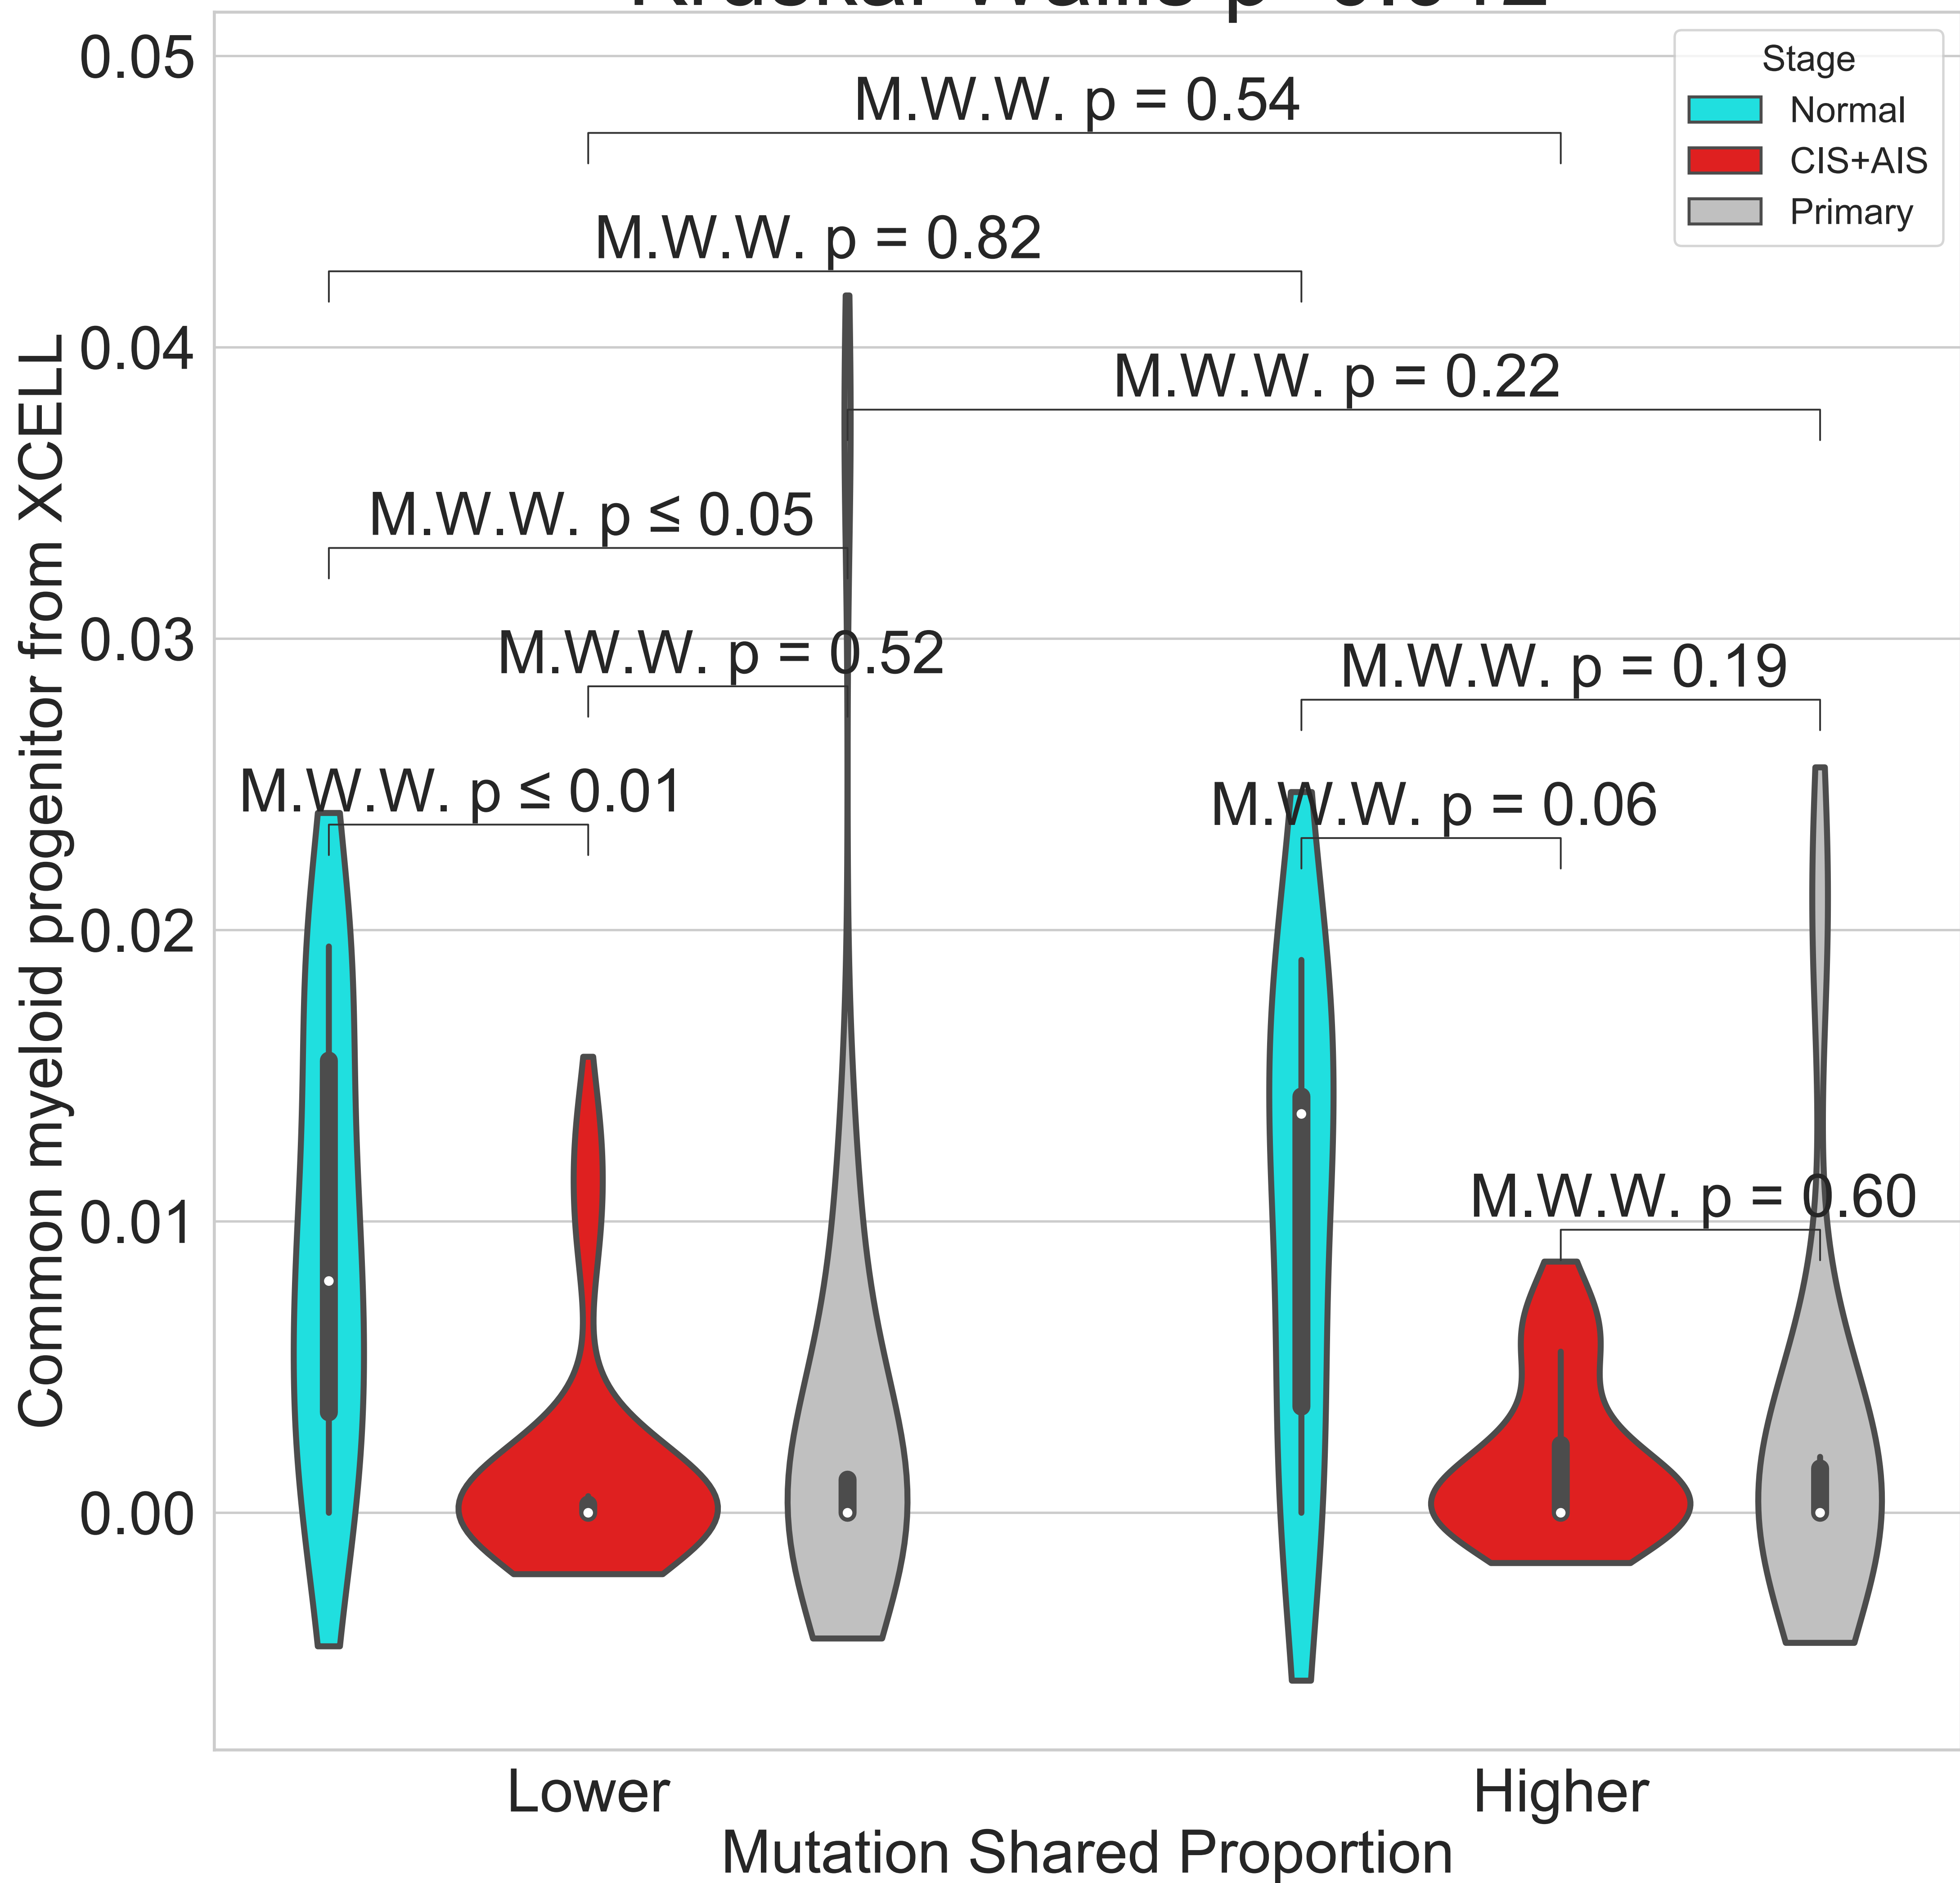 0.05
0.04
0.03
0.02
0.01
0.00
Common myeloid progenitor from XCELL
Stage
Normal
CIS+AIS
Primary
M.W.W. p = 0.54
M.W.W. p = 0.82
M.W.W. p = 0.22
M.W.W. p ≤ 0.05
M.W.W. p = 0.52
M.W.W. p = 0.19
M.W.W. p ≤ 0.01
M.W.W. p = 0.06
M.W.W. p = 0.60
Lower
Higher
Mutation Shared Proportion